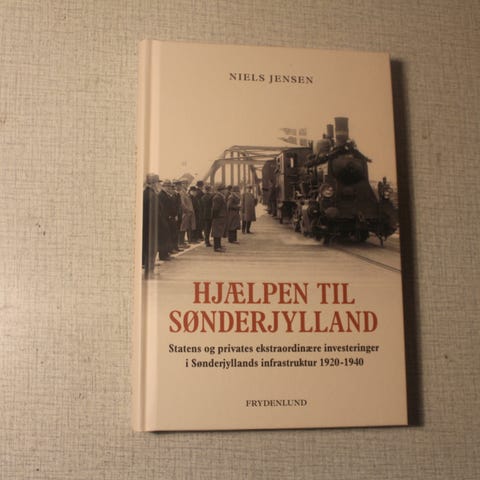 NIELS JENSEN
HJÆLPEN TIL
SØNDERJYLLAND
Statens og privates ekstraordinære investeringer
i Sønderjyllands infrastruktur 1920-1940
FRYDENLUND